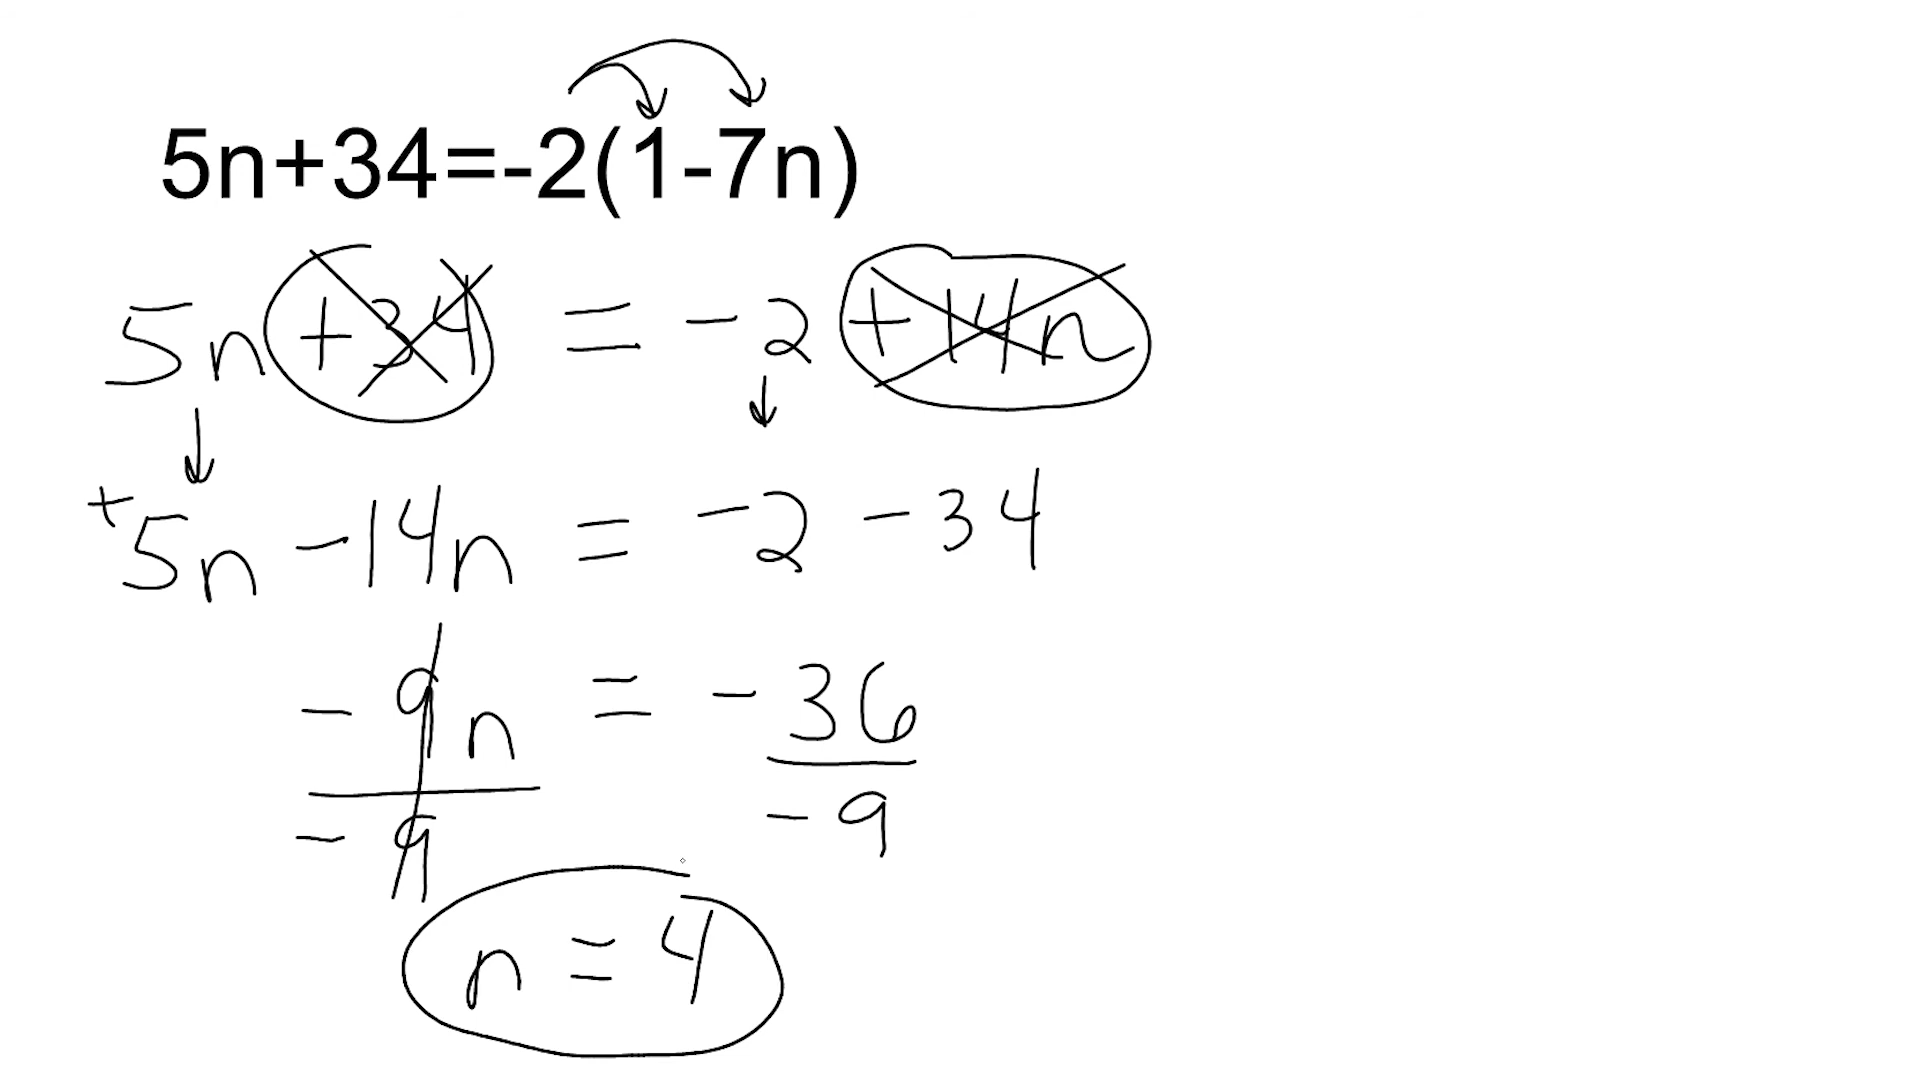 5n+34=-2(1-7n)
5n+34 = -2+14n
+5n-14n = -2-34
-9n = -36
-9 -9
n = 4